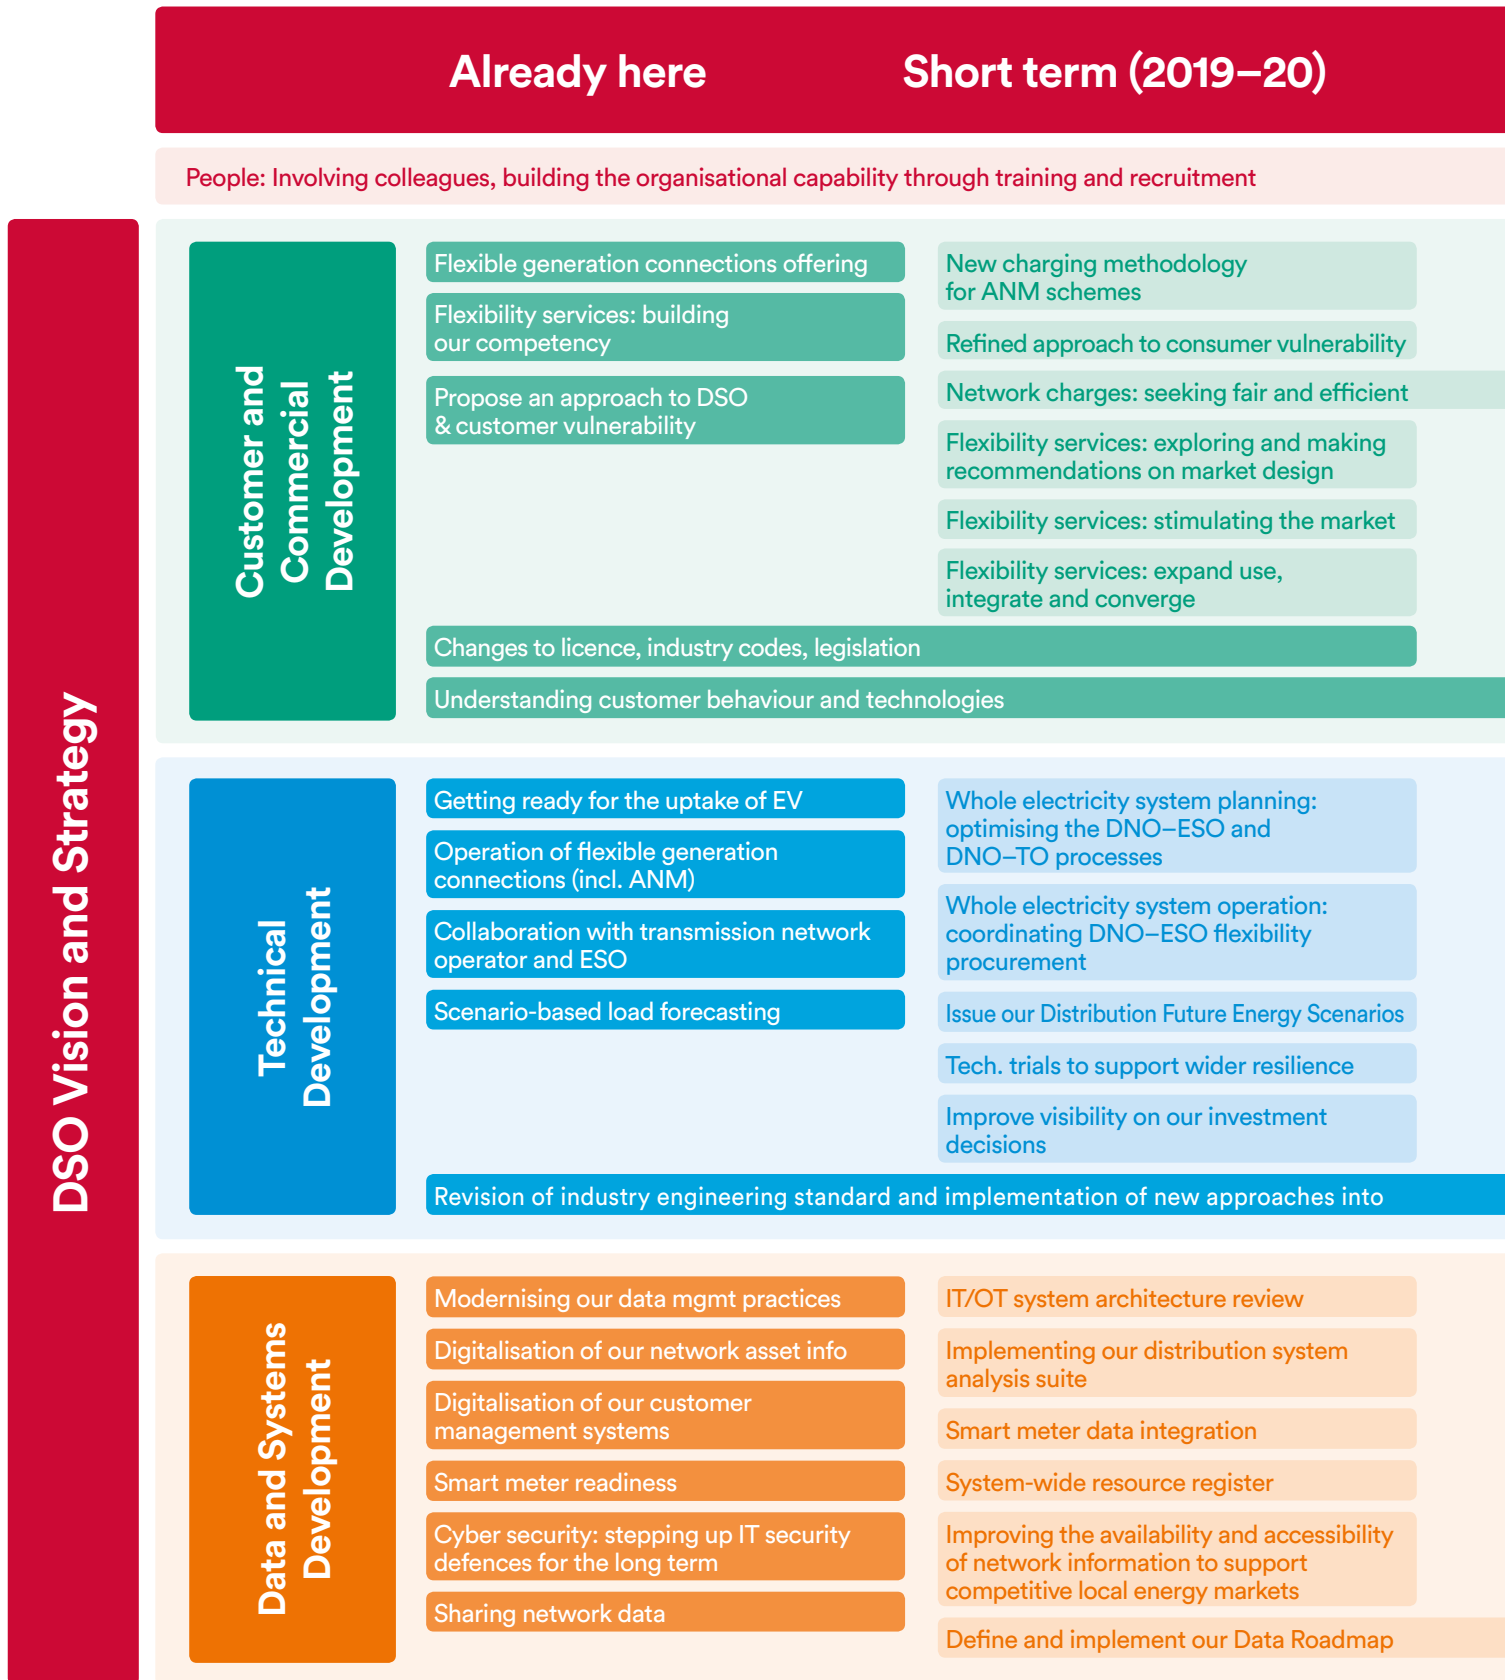 Already here
Short term (2019–20)
People: Involving colleagues, building the organisational capability through training and recruitment
DSO Vision and Strategy
Customer and
Commercial
Development
Flexible generation connections offering
Flexibility services: building
our competency
Propose an approach to DSO
& customer vulnerability
New charging methodology
for ANM schemes
Refined approach to consumer vulnerability
Network charges: seeking fair and efficient
Flexibility services: exploring and making
recommendations on market design
Flexibility services: stimulating the market
Flexibility services: expand use,
integrate and converge
Changes to licence, industry codes, legislation
Understanding customer behaviour and technologies
Technical
Development
Getting ready for the uptake of EV
Operation of flexible generation
connections (incl. ANM)
Collaboration with transmission network
operator and ESO
Scenario-based load forecasting
Whole electricity system planning:
optimising the DNO–ESO and
DNO–TO processes
Whole electricity system operation:
coordinating DNO–ESO flexibility
procurement
Issue our Distribution Future Energy Scenarios
Tech. trials to support wider resilience
Improve visibility on our investment
decisions
Revision of industry engineering standard and implementation of new approaches into
Data and Systems
Development
Modernising our data mgmt practices
Digitalisation of our network asset info
Digitalisation of our customer
management systems
Smart meter readiness
Cyber security: stepping up IT security
defences for the long term
Sharing network data
IT/OT system architecture review
Implementing our distribution system
analysis suite
Smart meter data integration
System-wide resource register
Improving the availability and accessibility
of network information to support
competitive local energy markets
Define and implement our Data Roadmap